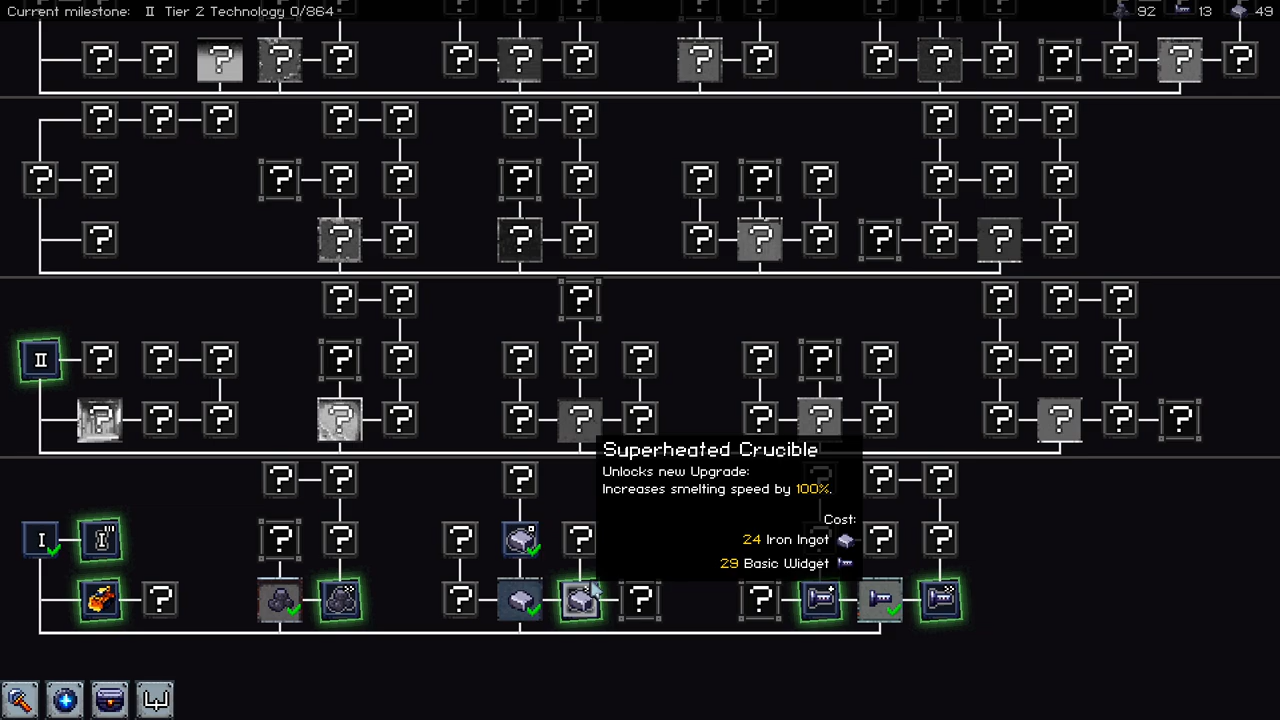 Current milestone: II Tier 2 Technology 0/864
92 13 49
? ? ? ? ? ? ? ? ? ? ? ? ? ? ? ? ?
? ? ? ? ? ? ? ? ? ?
? ? ? ? ? ? ? ? ? ? ? ? ? ?
? ? ? ? ? ? ? ? ? ? ? ? ?
? ? ? ? ? ?
II ? ? ? ? ? ? ? ? ? ? ? ? ? ?
? ? ? ? ? ? ? ? ? ? ? ? ? ? ?
Superheated Crucible
Unlocks new Upgrade:
Increases smelting speed by 100%.
Cost:
24 Iron Ingot
29 Basic Widget
? ? ? ? ? ?
I I ? ? ? ? ? ?
? ? ? ?